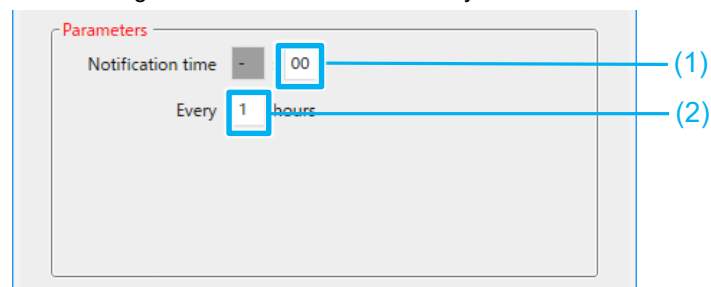 Parameters
Notification time - 00 (1)
Every 1 hours (2)